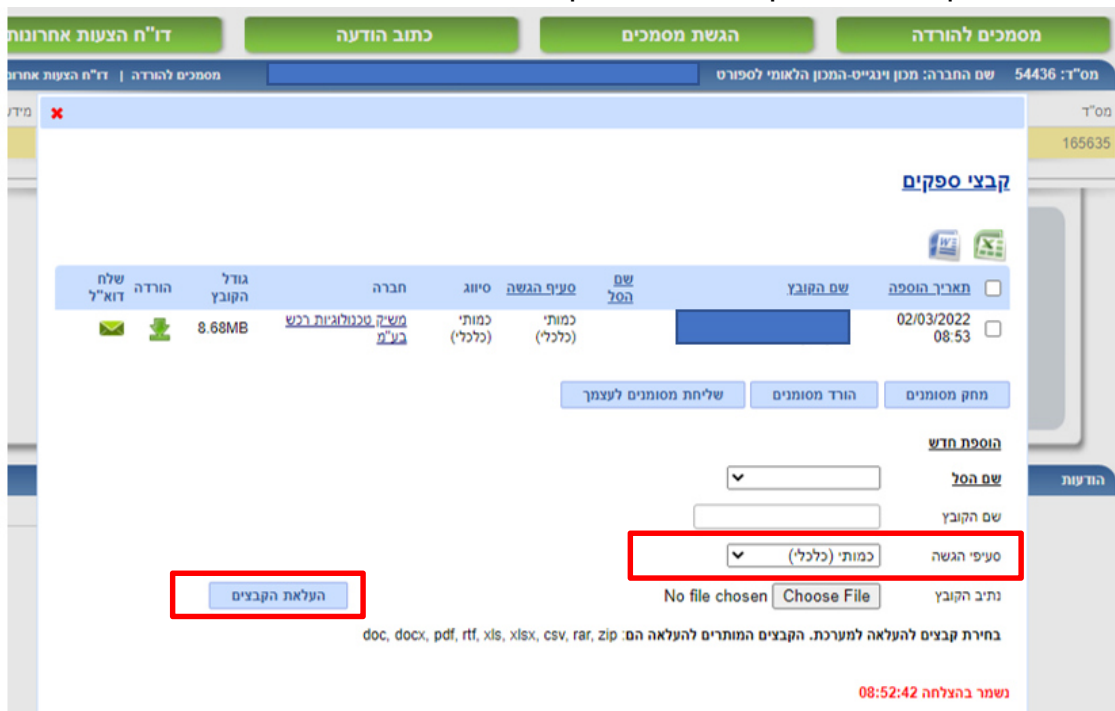 מסמכים להורדה
הגשת מסמכים
כתוב הודעה
דו"ח הצעות אחרונות
מס"ד: 54436 שם החברה: מכון וינגייט-המכון הלאומי לספורט
מסמכים להורדה | דו"ח הצעות
מס"ד
165635
קבצי ספקים
תאריך הוספה שם הקובץ שם הסל סעיף הגשה סיווג חברה גודל הקובץ הורדה שלח דוא"ל
02/03/2022 08:53 כמותי (כלכלי) כמותי (כלכלי) משיק טכנולוגיות רכש בע"מ 8.68MB
מחק מסומנים הורד מסומנים שליחת מסומנים לעצמך
הוספת חדש
שם הסל
שם הקובץ
סעיפי הגשה כמותי (כלכלי)
נתיב הקובץ Choose File No file chosen העלאת הקבצים
בחירת קבצים להעלאה למערכת. הקבצים המותרים להעלאה הם: doc, docx, pdf, rtf, xls, xlsx, csv, rar, zip
נשמר בהצלחה 08:52:42
הודעות